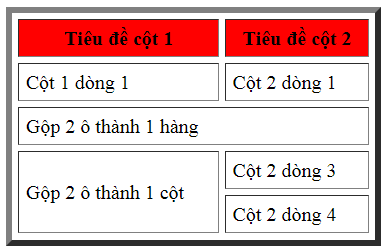 Tiêu đề cột 1 Tiêu đề cột 2
Cột 1 dòng 1 Cột 2 dòng 1
Gộp 2 ô thành 1 hàng
Gộp 2 ô thành 1 cột
Cột 2 dòng 3
Cột 2 dòng 4